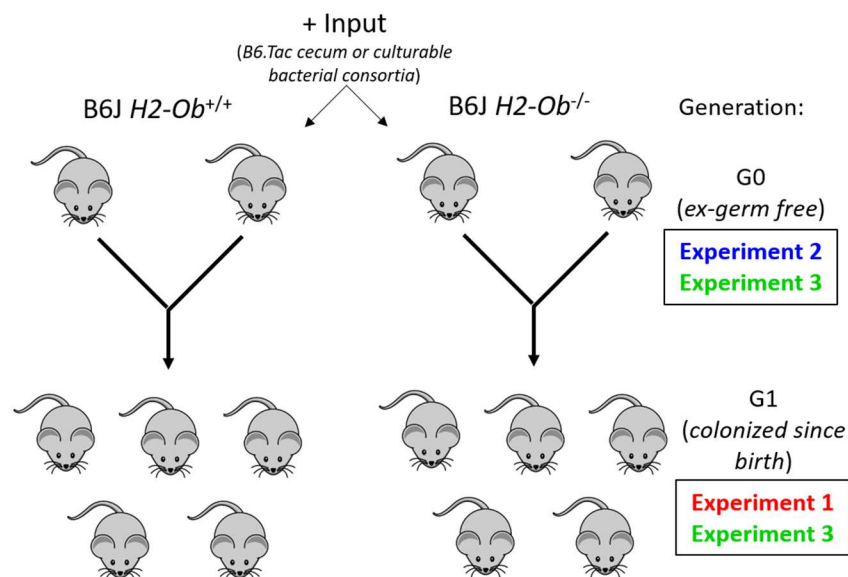 + Input
(B6.Tac cecum or culturable
bacterial consortia)
B6J H2-Ob+/+
B6J H2-Ob-/-
Generation:
G0
(ex-germ free)
Experiment 2
Experiment 3
G1
(colonized since
birth)
Experiment 1
Experiment 3